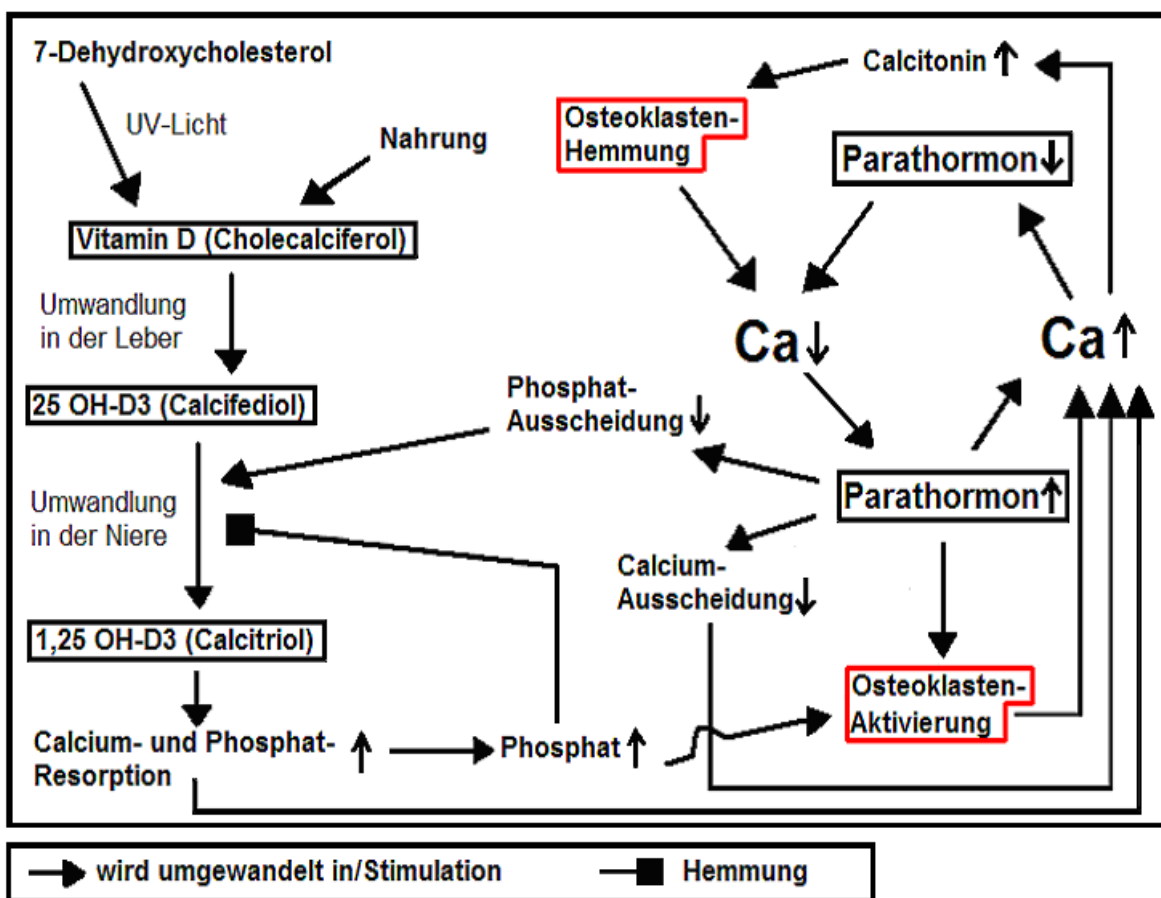 7-Dehydroxycholesterol
UV-Licht
Nahrung
Vitamin D (Cholecalciferol)
Umwandlung
in der Leber
25 OH-D3 (Calcifediol)
Umwandlung
in der Niere
1,25 OH-D3 (Calcitriol)
Calcium- und Phosphat-
Resorption ↑
Phosphat ↑
Phosphat-
Ausscheidung ↓
Calcium-
Ausscheidung ↓
Calcitonin ↑
Osteoklasten-
Hemmung
Parathormon ↓
Ca ↓
Ca ↑
Parathormon ↑
Osteoklasten-
Aktivierung
wird umgewandelt in/Stimulation
Hemmung